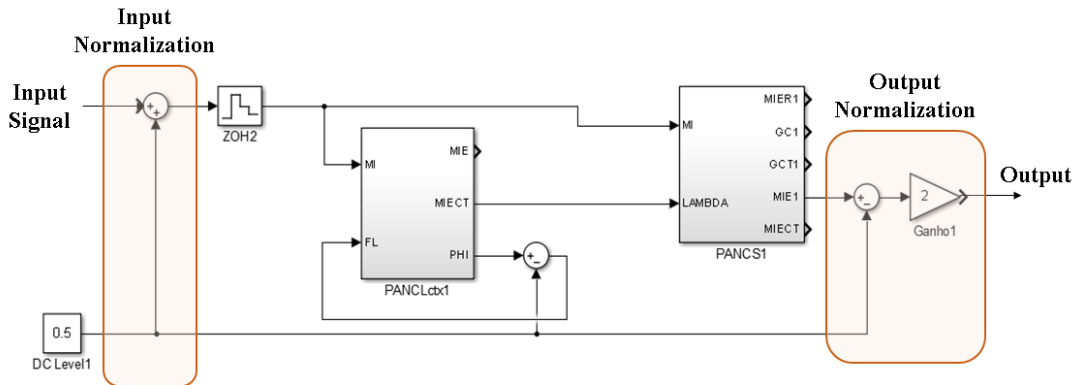 Input
Normalization
Input
Signal
+
+
ZOH2
MI
FL
MIE
MIECT
PHI
PANCLctx1
+
−
MI
LAMBDA
MIER1
GC1
GCT1
MIE1
MIECT
PANCS1
Output
Normalization
+
−
2
Ganho1
Output
0.5
DC Level1